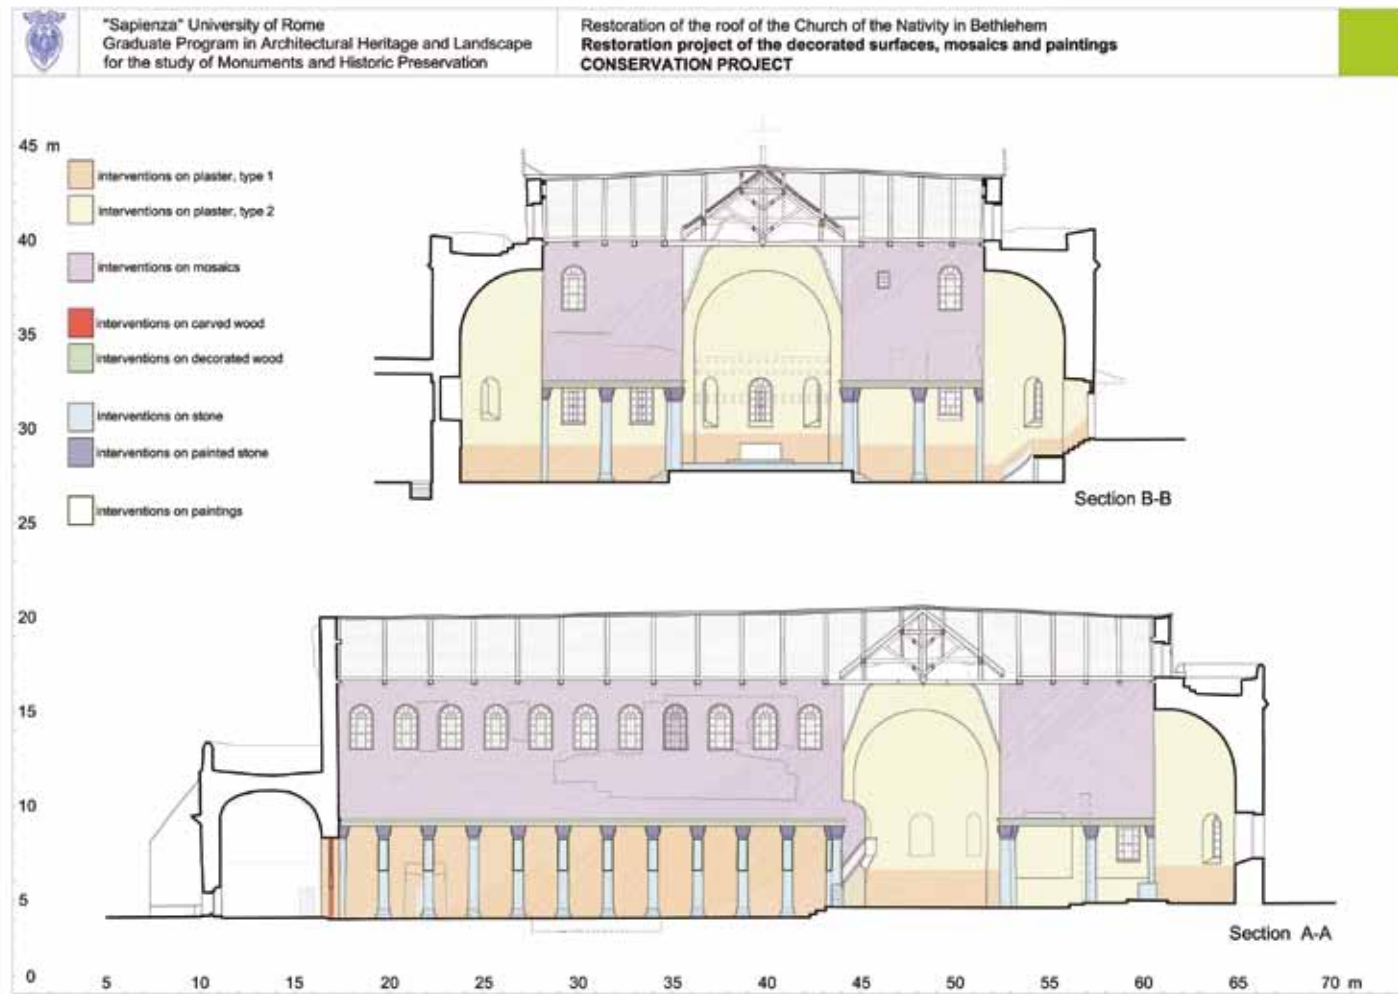 "Sapienza" University of Rome
Graduate Program in Architectural Heritage and Landscape
for the study of Monuments and Historic Preservation
Restoration of the roof of the Church of the Nativity in Bethlehem
Restoration project of the decorated surfaces, mosaics and paintings
CONSERVATION PROJECT
45 m
interventions on plaster, type 1
interventions on plaster, type 2
40
interventions on mosaics
35
interventions on carved wood
interventions on decorated wood
interventions on stone
30
interventions on painted stone
interventions on paintings
25
Section B-B
20
15
10
5
Section A-A
0 5 10 15 20 25 30 35 40 45 50 55 60 65 70 m